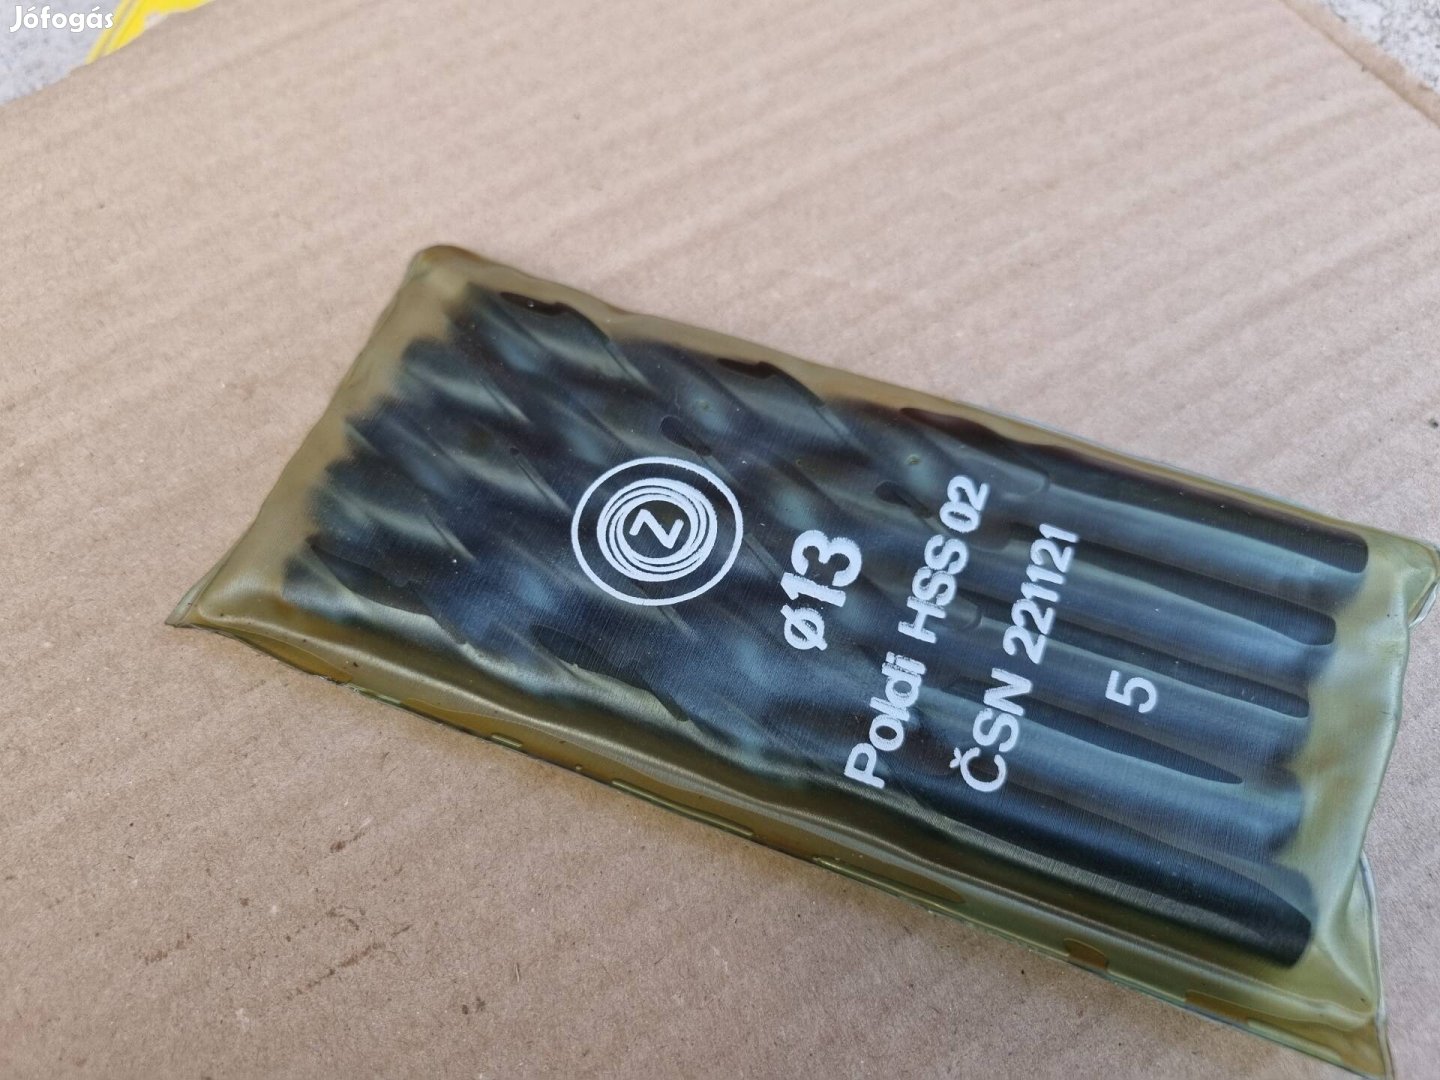 Jófogás
Z
ø13
Poldi HSS 02
ČSN 221121
5